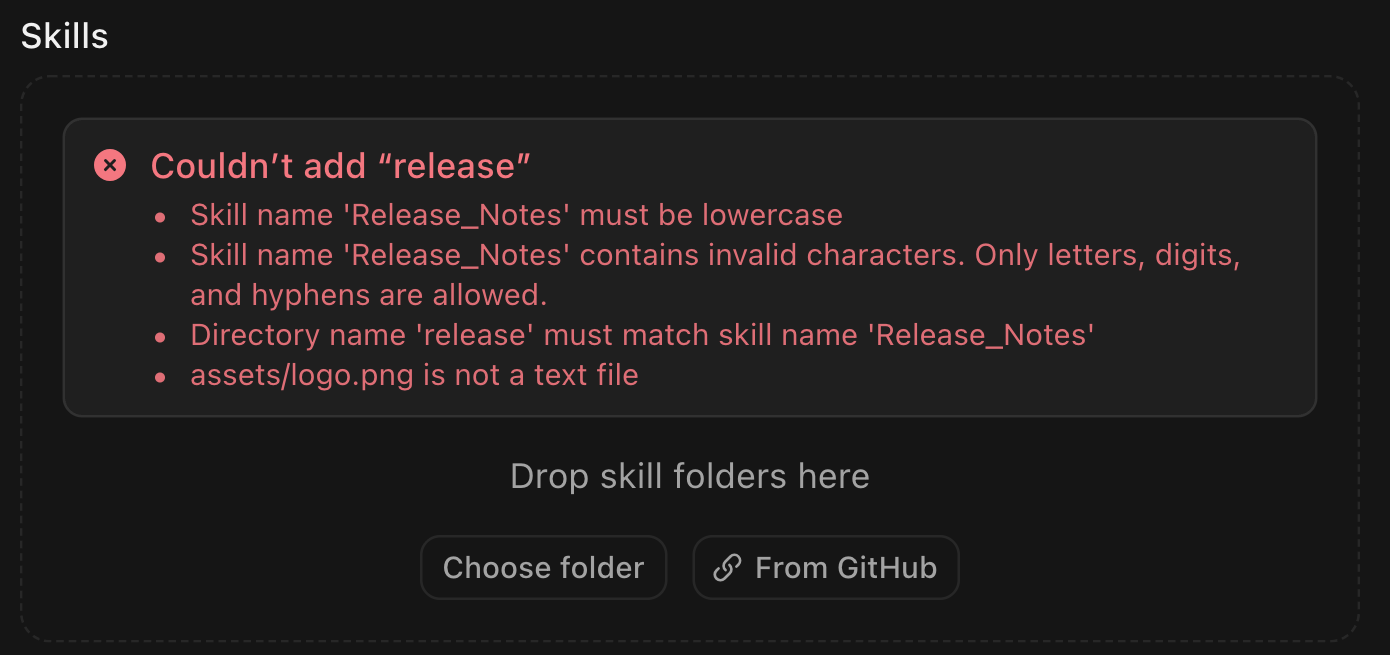 Skills
Couldn’t add “release”
• Skill name 'Release_Notes' must be lowercase
• Skill name 'Release_Notes' contains invalid characters. Only letters, digits,
and hyphens are allowed.
• Directory name 'release' must match skill name 'Release_Notes'
• assets/logo.png is not a text file
Drop skill folders here
Choose folder
From GitHub